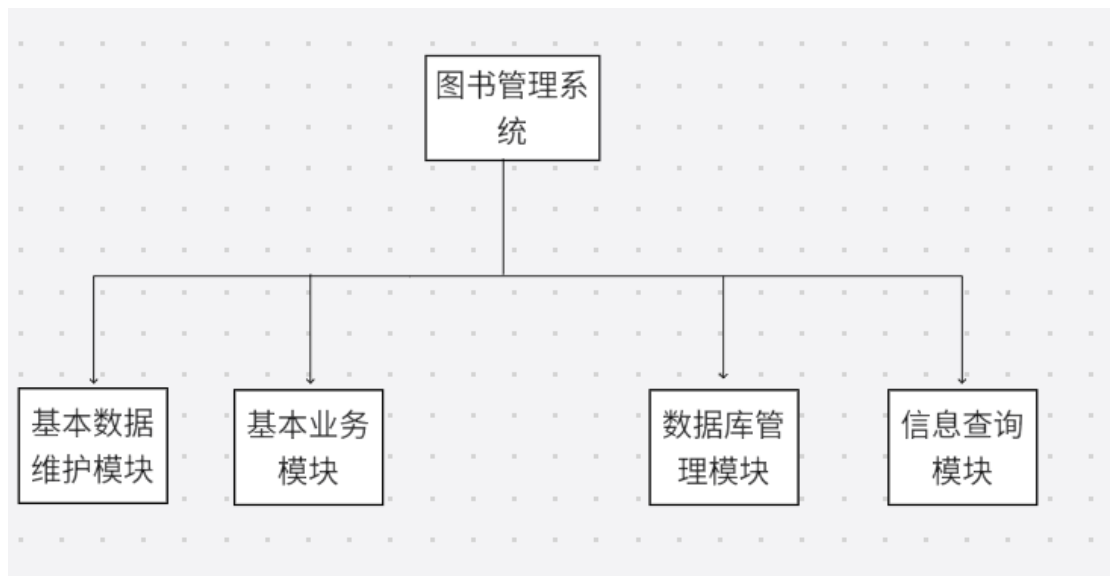 图书管理系
统
基本数据
维护模块
基本业务
模块
数据库管
理模块
信息查询
模块